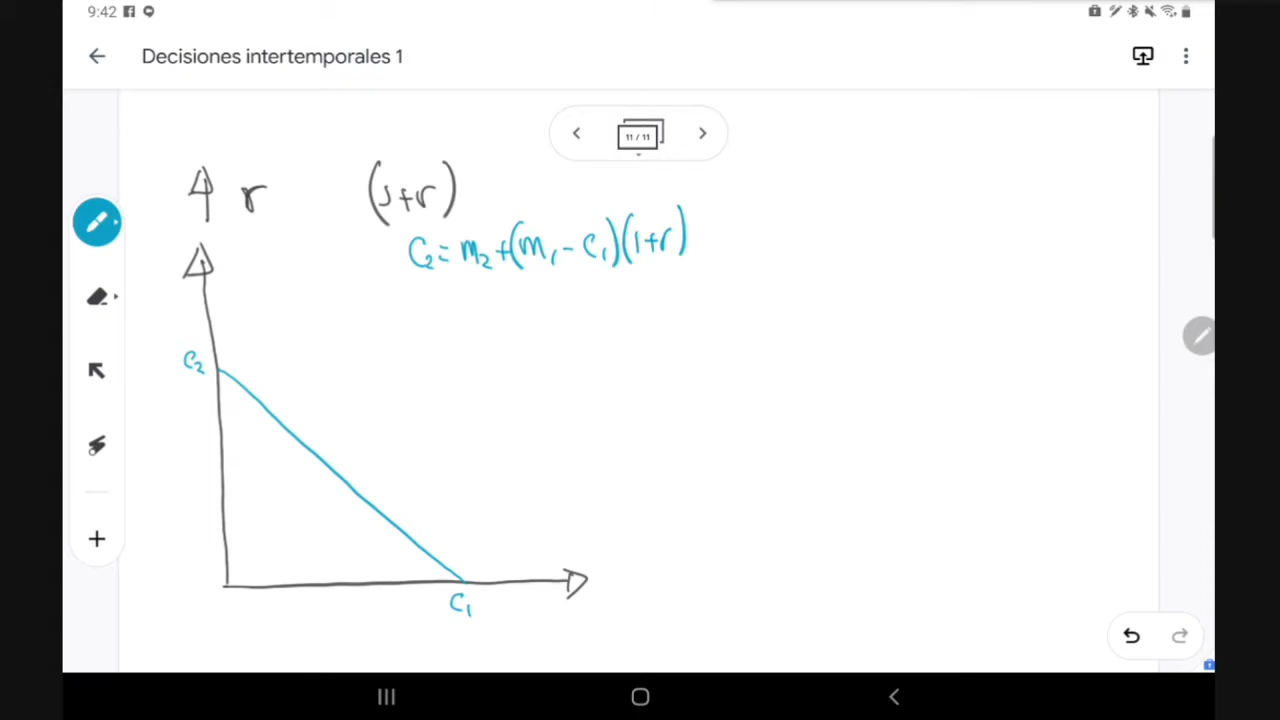 9:42
Decisiones intertemporales 1
11 / 11
r (1+r)
C₂ = m₂ + (m₁ - C₁)(1+r)
C₂
C₁